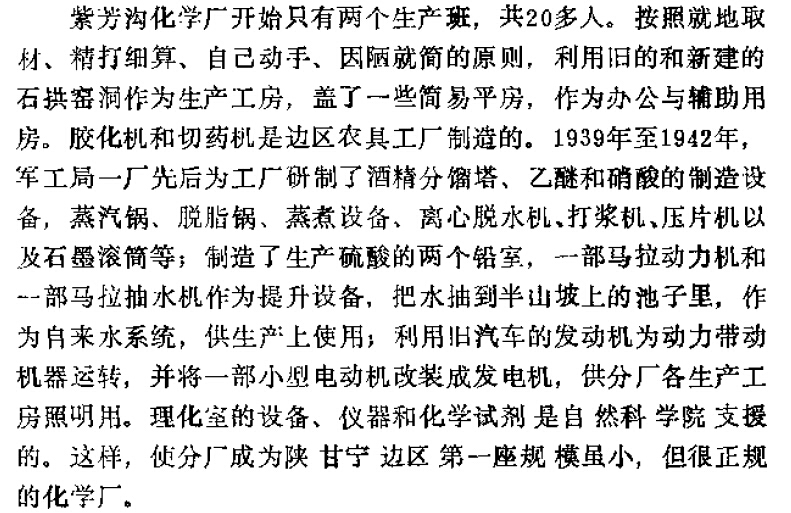 紫芳沟化学厂开始只有两个生产班，共20多人。按照就地取
材、精打细算、自己动手、因陋就简的原则，利用旧的和新建的
石拱窑洞作为生产工房，盖了一些简易平房，作为办公与辅助用
房。胶化机和切药机是边区农具工厂制造的。1939年至1942年，
军工局一厂先后为工厂研制了酒精分馏塔、乙醚和硝酸的制造设
备，蒸汽锅、脱脂锅、蒸煮设备、离心脱水机、打浆机、压片机以
及石墨滚筒等；制造了生产硫酸的两个铅室，一部马拉动力机和
一部马拉抽水机作为提升设备，把水抽到半山坡上的池子里，作
为自来水系统，供生产上使用；利用旧汽车的发动机为动力带动
机器运转，并将一部小型电动机改装成发电机，供分厂各生产工
房照明用。理化室的设备、仪器和化学试剂是自然科学院支援
的。这样，使分厂成为陕甘宁边区第一座规模虽小，但很正规
的化学厂。